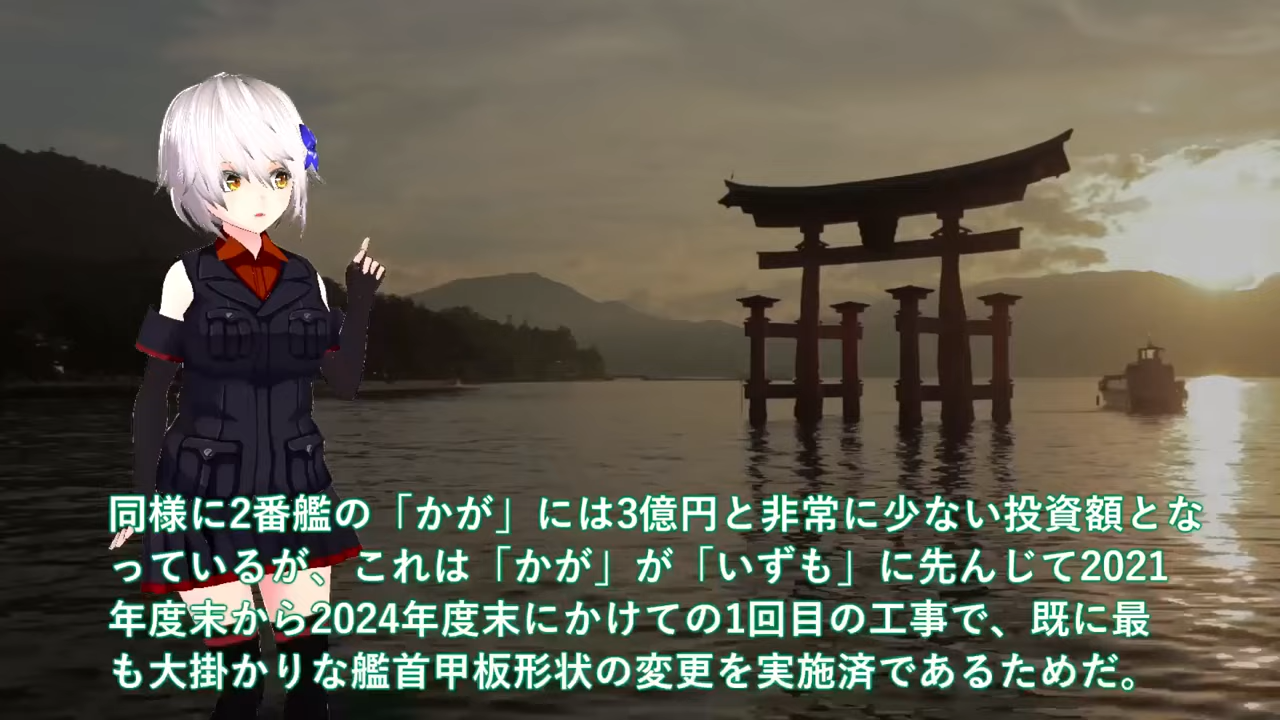 同様に2番艦の「かが」には3億円と非常に少ない投資額とな
っているが、これは「かが」が「いずも」に先んじて2021
年度末から2024年度末にかけての1回目の工事で、既に最
も大掛かりな艦首甲板形状の変更を実施済であるためだ。